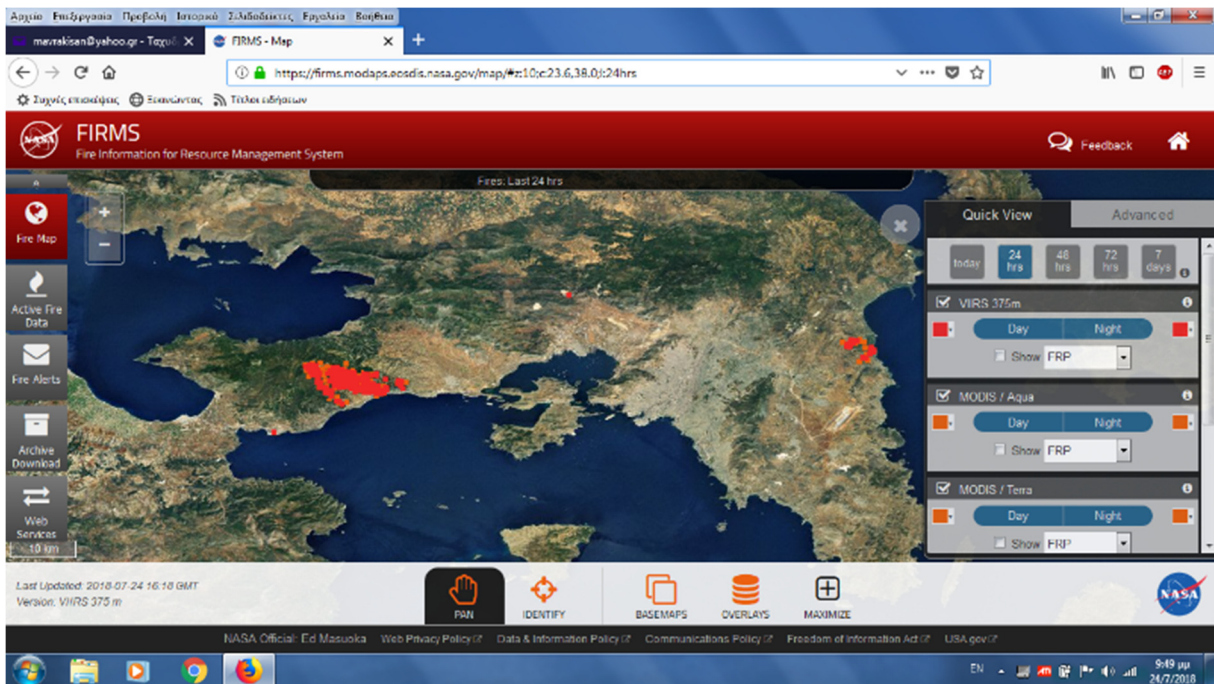 Αρχείο Επεξεργασία Προβολή Ιστορικό Σελιδοδείκτες Εργαλεία Βοήθεια
mavrakisan@yahoo.gr - Ταχυδ
FIRMS - Map
https://firms.modaps.eosdis.nasa.gov/map/#z:10;c:23.6,38.0;t:24hrs
Συχνές επισκέψεις Ξεκινώντας Τίτλοι ειδήσεων
NASA
FIRMS
Fire Information for Resource Management System
Feedback
Fires: Last 24 hrs
Fire Map
Active Fire
Data
Fire Alerts
Archive
Download
Web
Services
10 km
Quick View Advanced
today 24 hrs 48 hrs 72 hrs 7 days
VIIRS 375m
Day Night
Show FRP
MODIS / Aqua
Day Night
Show FRP
MODIS / Terra
Day Night
Show FRP
Last Updated: 2018-07-24 16:18 GMT
Version: VIIRS 375 m
PAN IDENTIFY BASEMAPS OVERLAYS MAXIMIZE
NASA
NASA Official: Ed Masuoka Web Privacy Policy Data & Information Policy Communications Policy Freedom of Information Act USA.gov
EN
9:49 μμ
24/7/2018